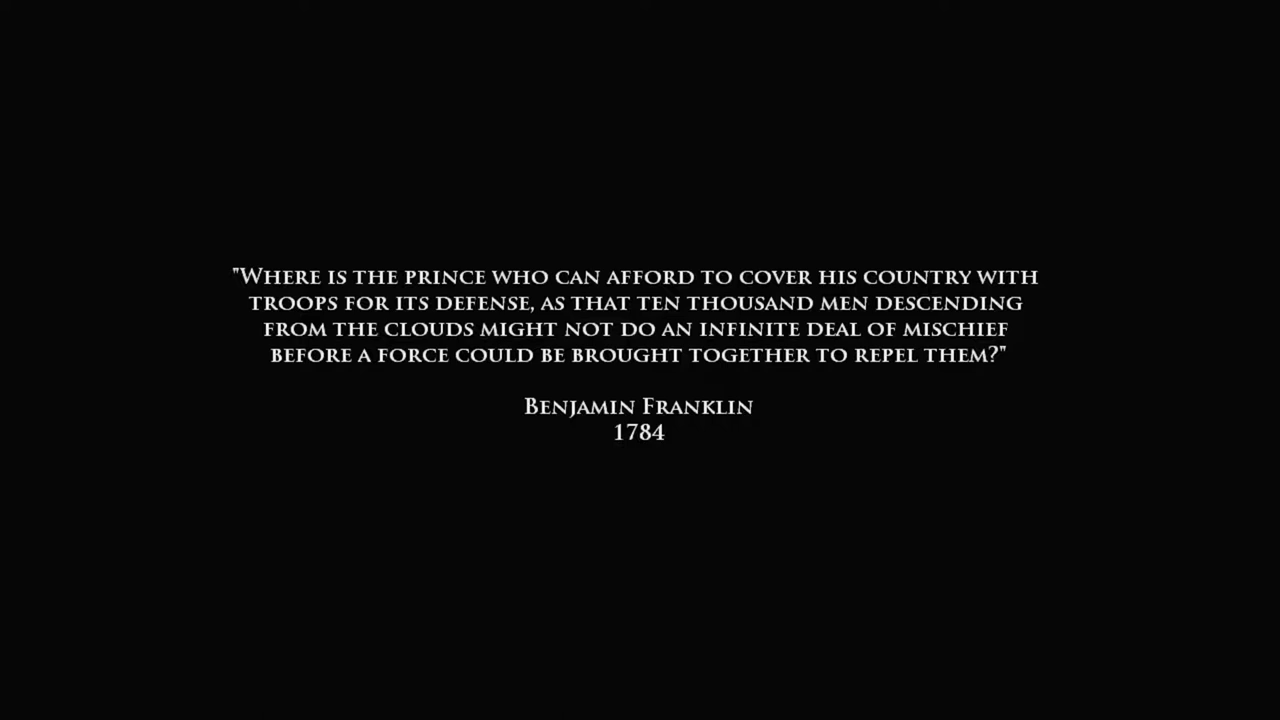 "Where is the prince who can afford to cover his country with
troops for its defense, as that ten thousand men descending
from the clouds might not do an infinite deal of mischief
before a force could be brought together to repel them?"
Benjamin Franklin
1784